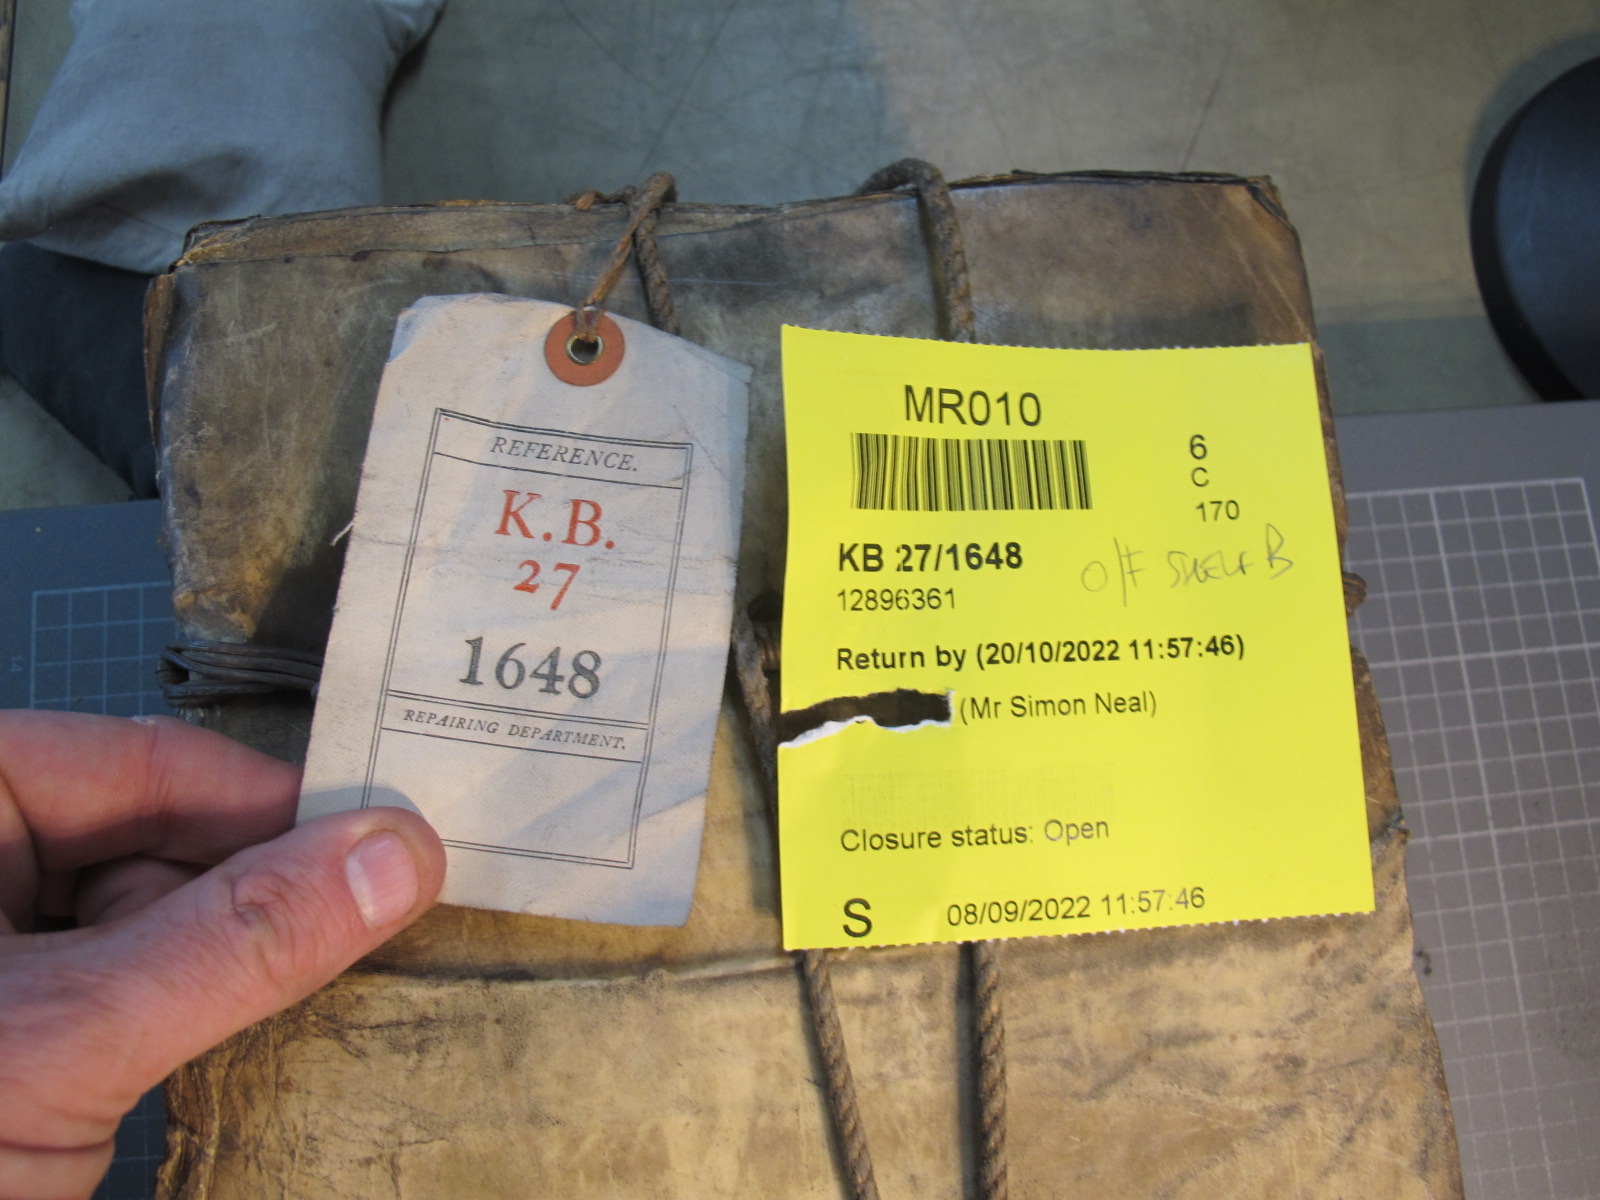 REFERENCE.
K.B.
27
1648
REPAIRING DEPARTMENT.
MR010
6
C
170
KB 27/1648
O/F SHELF B
12896361
Return by (20/10/2022 11:57:46)
(Mr Simon Neal)
Closure status: Open
S 08/09/2022 11:57:46